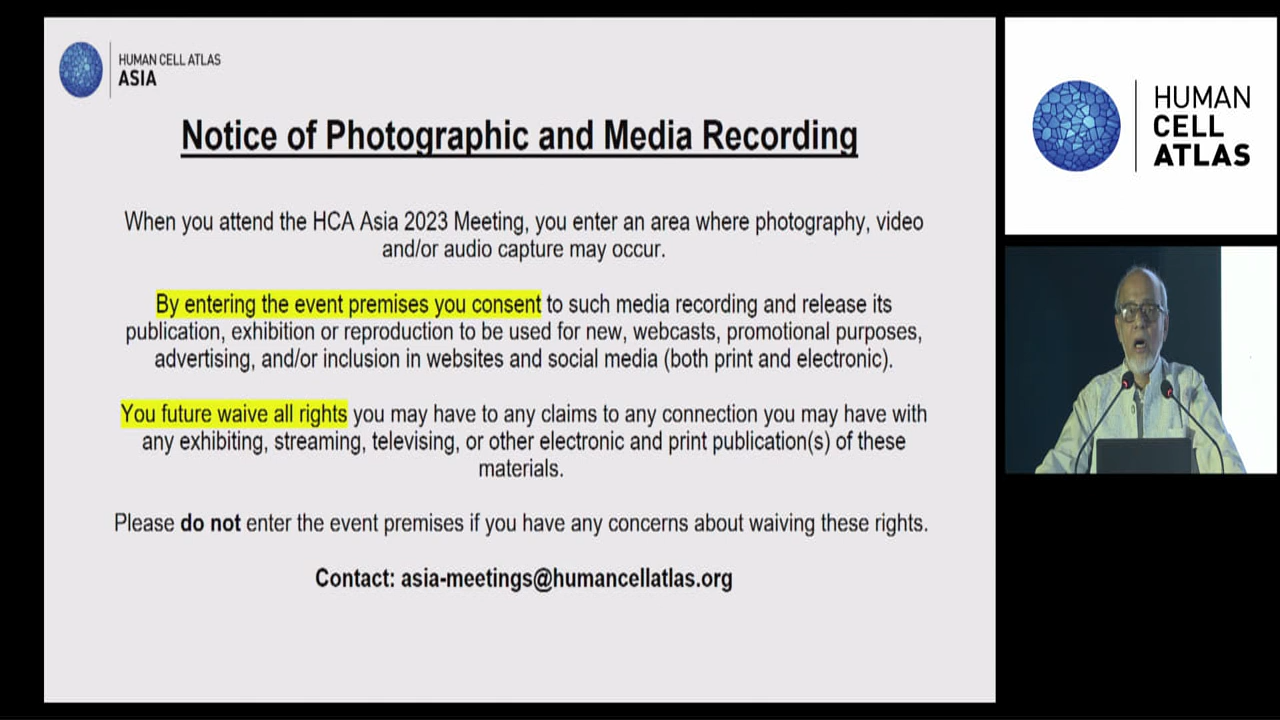 HUMAN CELL ATLAS
ASIA
Notice of Photographic and Media Recording
When you attend the HCA Asia 2023 Meeting, you enter an area where photography, video
and/or audio capture may occur.
By entering the event premises you consent to such media recording and release its
publication, exhibition or reproduction to be used for new, webcasts, promotional purposes,
advertising, and/or inclusion in websites and social media (both print and electronic).
You future waive all rights you may have to any claims to any connection you may have with
any exhibiting, streaming, televising, or other electronic and print publication(s) of these
materials.
Please do not enter the event premises if you have any concerns about waiving these rights.
Contact: asia-meetings@humancellatlas.org
HUMAN
CELL
ATLAS